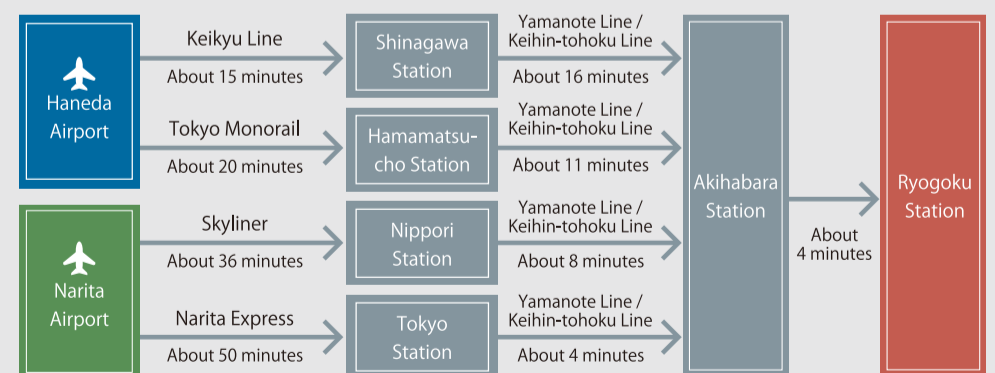 Haneda
Airport
Keikyu Line
About 15 minutes
Shinagawa
Station
Yamanote Line /
Keihin-tohoku Line
About 16 minutes
Tokyo Monorail
About 20 minutes
Hamamatsu-
cho Station
Yamanote Line /
Keihin-tohoku Line
About 11 minutes
Narita
Airport
Skyliner
About 36 minutes
Nippori
Station
Yamanote Line /
Keihin-tohoku Line
About 8 minutes
Narita Express
About 50 minutes
Tokyo
Station
Yamanote Line /
Keihin-tohoku Line
About 4 minutes
Akihabara
Station
About
4 minutes
Ryogoku
Station